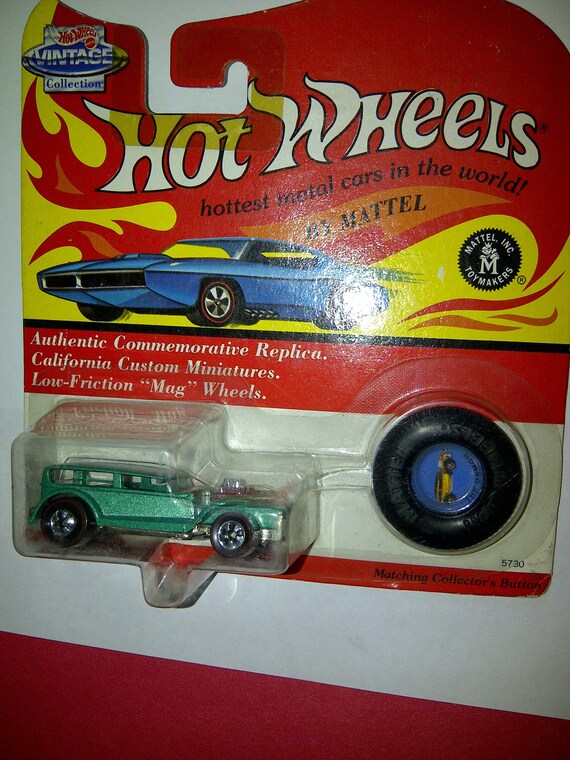 Hot Wheels
VINTAGE
Collection
Hot Wheels®
hottest metal cars in the world!
BY MATTEL
MATTEL, INC.
M
TOYMAKERS
®
Authentic Commemorative Replica.
California Custom Miniatures.
Low-Friction "Mag" Wheels.
MATTEL
5730
Matching Collector's Button